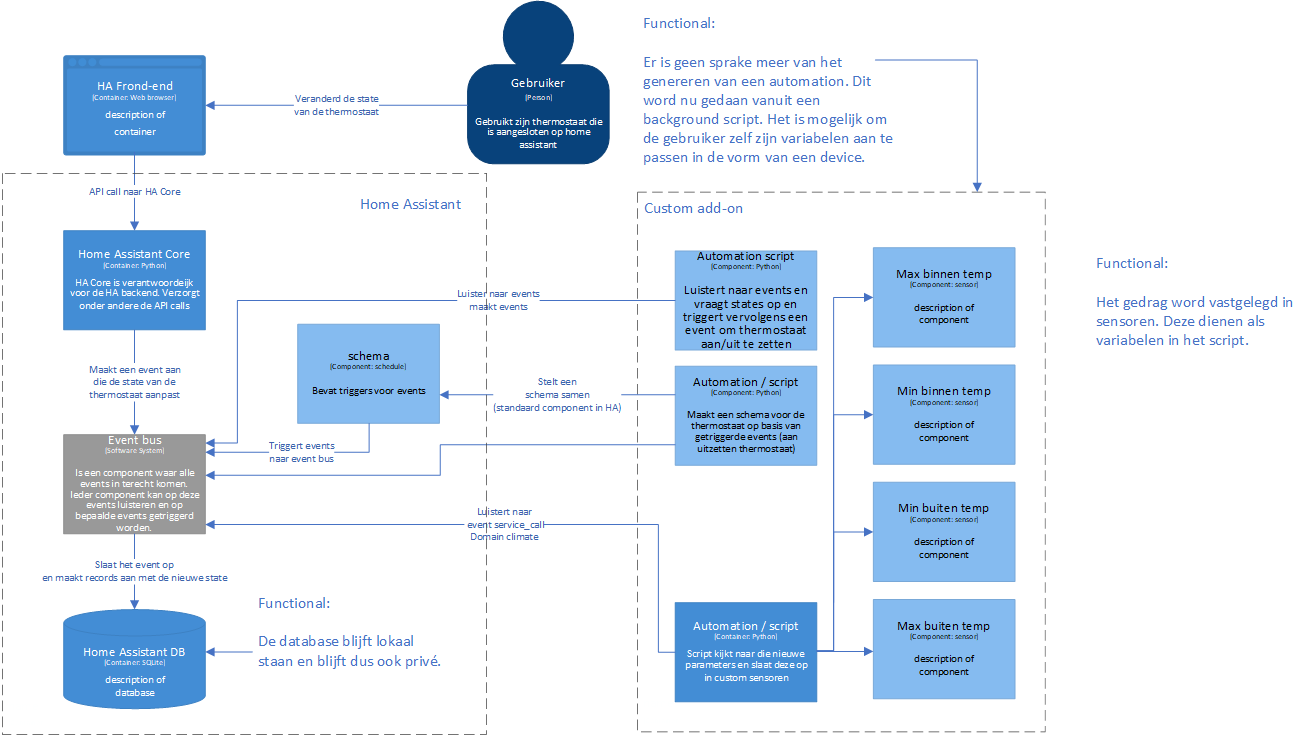 Functional:
Er is geen sprake meer van het
genereren van een automation. Dit
word nu gedaan vanuit een
background script. Het is mogelijk om
de gebruiker zelf zijn variabelen aan te
passen in de vorm van een device.
Gebruiker
[Person]
Gebruikt zijn thermostaat die
is aangesloten op home
assistant
Veranderd de state
van de thermostaat
HA Frond-end
[Container: Web browser]
description of
container
API call naar HA Core
Home Assistant
Home Assistant Core
[Container: Python]
HA Core is verantwoordeijk
voor de HA backend. Verzorgt
onder andere de API calls
Maakt een event aan
die de state van de
thermostaat aanpast
Event bus
[Software System]
Is een component waar alle
events in terecht komen.
Ieder component kan op deze
events luisteren en op
bepaalde events getriggerd
worden.
Slaat het event op
en maakt records aan met de nieuwe state
Home Assistant DB
[Container: SQLite]
description of
database
Functional:
De database blijft lokaal
staan en blijft dus ook privé.
schema
[Component: schedule]
Bevat triggers voor events
Triggert events
naar event bus
Luister naar events
maakt events
Stelt een
schema samen
(standaard component in HA)
Luistert naar
event service_call
Domain climate
Custom add-on
Automation script
[Component: Python]
Luistert naar events en
vraagt states op en
triggert vervolgens een
event om thermostaat
aan/uit te zetten
Automation / script
[Component: Python]
Maakt een schema voor de
thermostaat op basis van
getriggerde events (aan
uitzetten thermostaat)
Automation / script
[Container: Python]
Script kijkt naar die nieuwe
parameters en slaat deze op
in custom sensoren
Max binnen temp
[Component: sensor]
description of
component
Min binnen temp
[Component: sensor]
description of
component
Min buiten temp
[Component: sensor]
description of
component
Max buiten temp
[Component: sensor]
description of
component
Functional:
Het gedrag word vastgelegd in
sensoren. Deze dienen als
variabelen in het script.